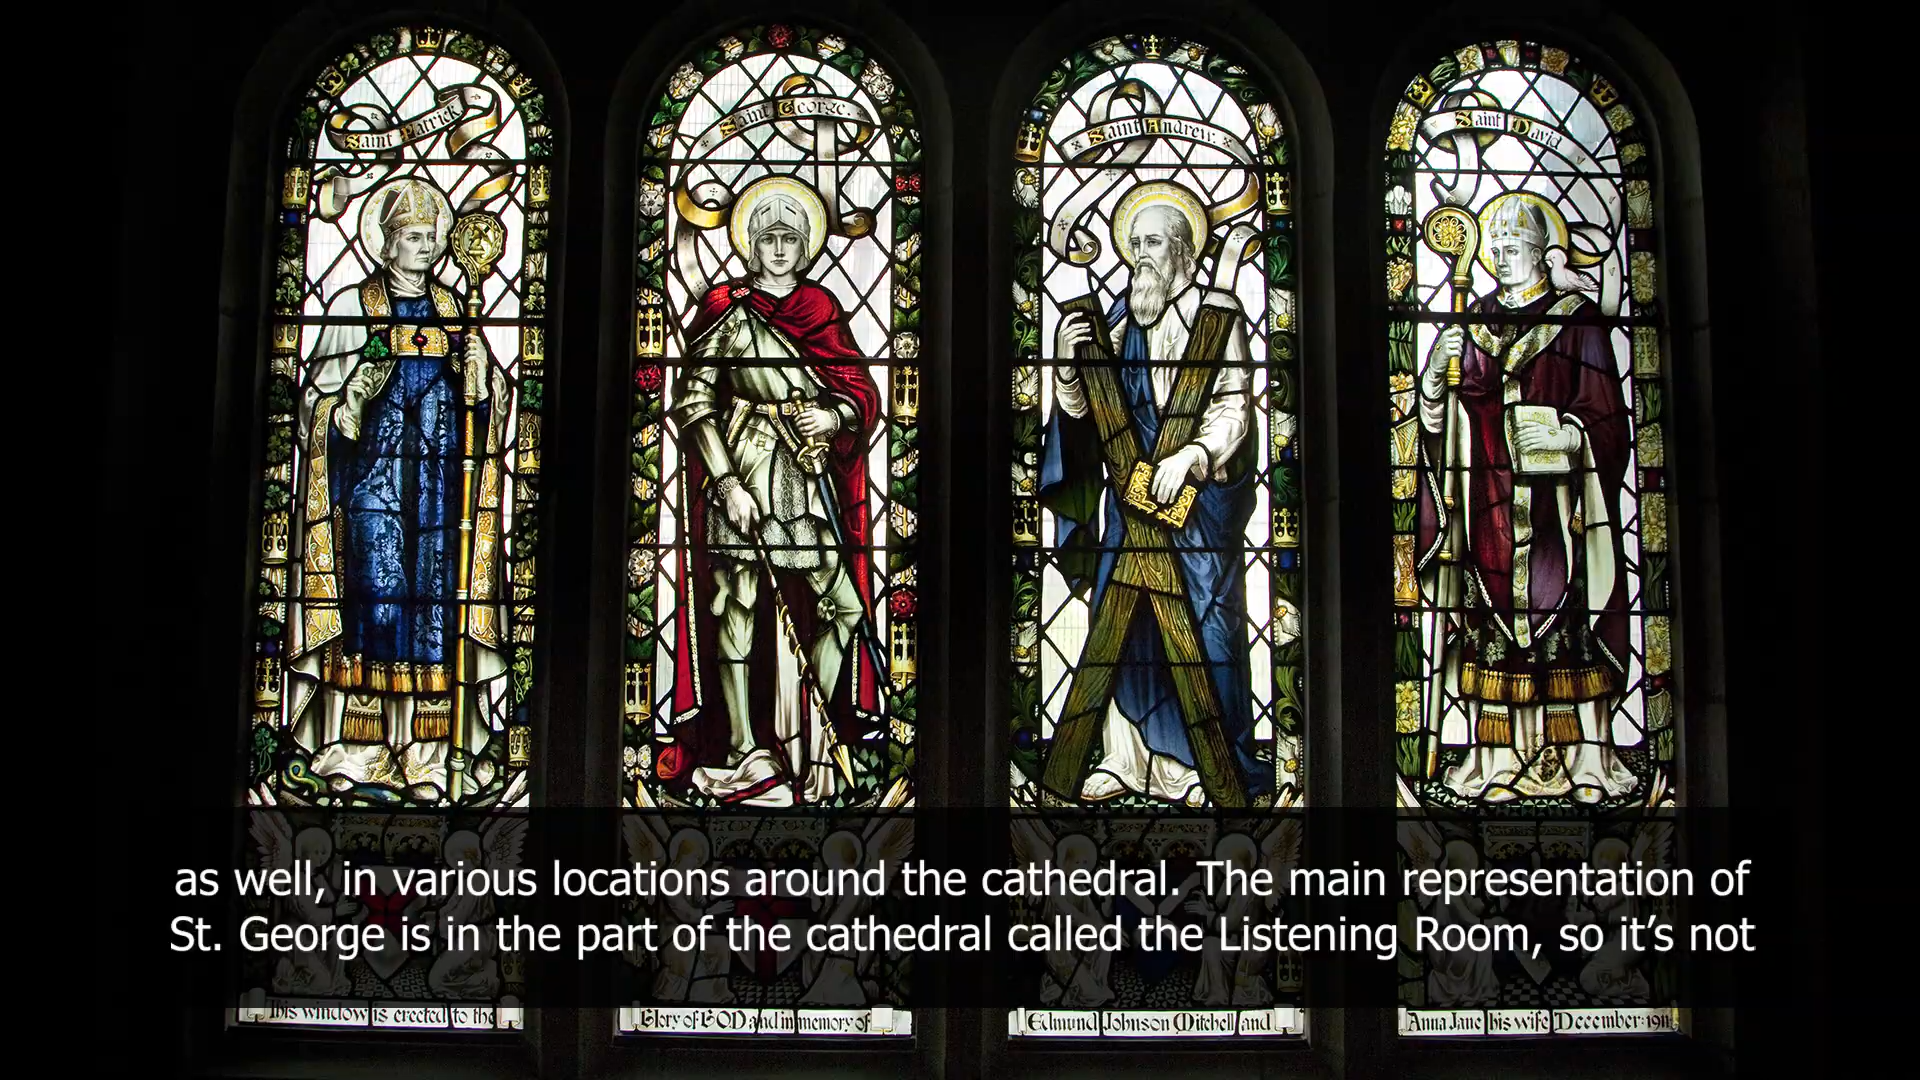 Saint Patrick
Saint George.
Saint Andrew.
Saint David
as well, in various locations around the cathedral. The main representation of
St. George is in the part of the cathedral called the Listening Room, so it’s not
This window is erected to the
Glory of GOD and in memory of
Edmund Johnson Mitchell and
Anna Jane his wife December: 1911